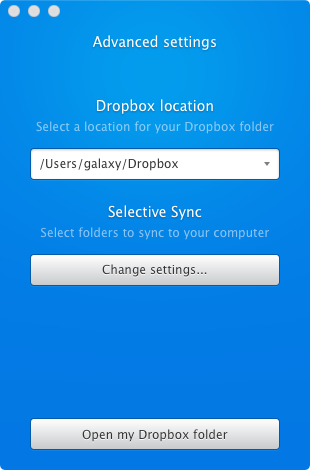 Advanced settings
Dropbox location
Select a location for your Dropbox folder
/Users/galaxy/Dropbox
Selective Sync
Select folders to sync to your computer
Change settings...
Open my Dropbox folder